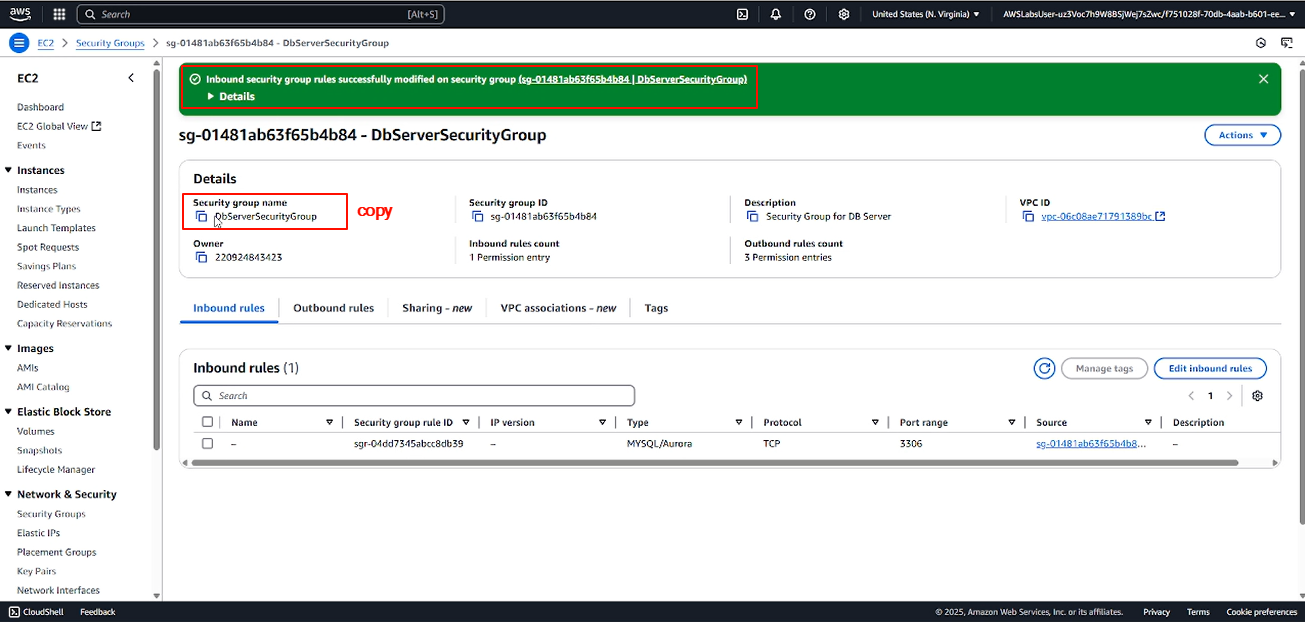 aws Search [Alt+S] United States (N. Virginia) AWSLabsUser-uz3Voc7h9W8BSjWej7sZwc/f751028f-70db-4aab-b601-ee...
EC2 > Security Groups > sg-01481ab63f65b4b84 - DbServerSecurityGroup
EC2
Dashboard
EC2 Global View
Events
Instances
Instances
Instance Types
Launch Templates
Spot Requests
Savings Plans
Reserved Instances
Dedicated Hosts
Capacity Reservations
Images
AMIs
AMI Catalog
Elastic Block Store
Volumes
Snapshots
Lifecycle Manager
Network & Security
Security Groups
Elastic IPs
Placement Groups
Key Pairs
Network Interfaces
Inbound security group rules successfully modified on security group (sg-01481ab63f65b4b84 | DbServerSecurityGroup)
Details
sg-01481ab63f65b4b84 - DbServerSecurityGroup
Actions
Details
Security group name
DbServerSecurityGroup
copy
Security group ID
sg-01481ab63f65b4b84
Description
Security Group for DB Server
VPC ID
vpc-06c08ae71791389bc
Owner
220924843423
Inbound rules count
1 Permission entry
Outbound rules count
3 Permission entries
Inbound rules Outbound rules Sharing - new VPC associations - new Tags
Inbound rules (1)
Manage tags Edit inbound rules
Search
1
Name Security group rule ID IP version Type Protocol Port range Source Description
– sgr-04dd7345abcc8db39 – MYSQL/Aurora TCP 3306 sg-01481ab63f65b4b8... –
CloudShell Feedback © 2025, Amazon Web Services, Inc. or its affiliates. Privacy Terms Cookie preferences